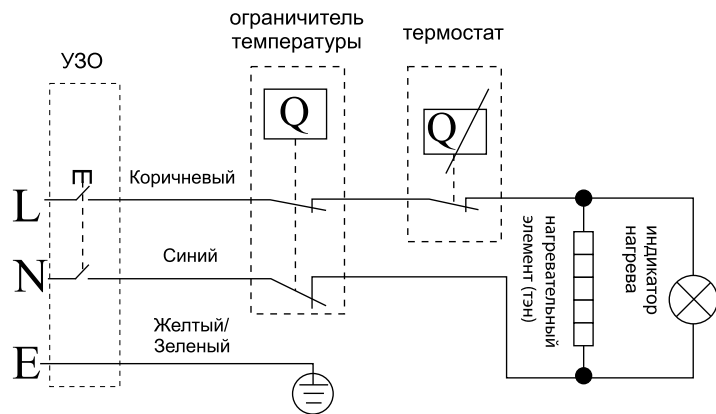 ограничитель
температуры
термостат
УЗО
Q
Q
L
Коричневый
N
Синий
E
Желтый/
Зеленый
нагревательный
элемент (тэн)
индикатор
нагрева